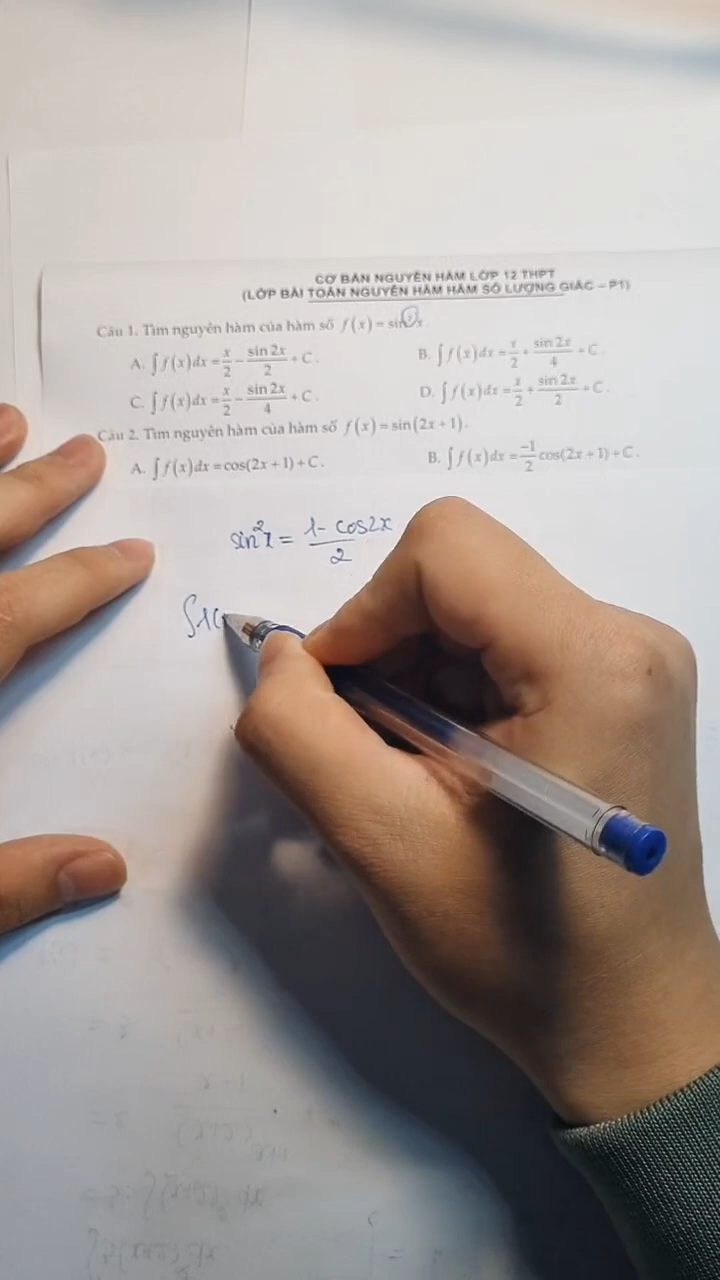 CƠ BẢN NGUYÊN HÀM LỚP 12 THPT
(LỚP BÀI TOÁN NGUYÊN HÀM HÀM SỐ LƯỢNG GIÁC – P1)
Câu 1. Tìm nguyên hàm của hàm số f(x) = sin²x.
A. ∫f(x)dx = x/2 − sin2x/2 + C. B. ∫f(x)dx = x/2 + sin2x/4 + C.
C. ∫f(x)dx = x/2 − sin2x/4 + C. D. ∫f(x)dx = x/2 + sin2x/2 + C.
Câu 2. Tìm nguyên hàm của hàm số f(x) = sin(2x+1).
A. ∫f(x)dx = cos(2x+1) + C. B. ∫f(x)dx = −1/2 cos(2x+1) + C.
sin²x = 1 − cos2x / 2